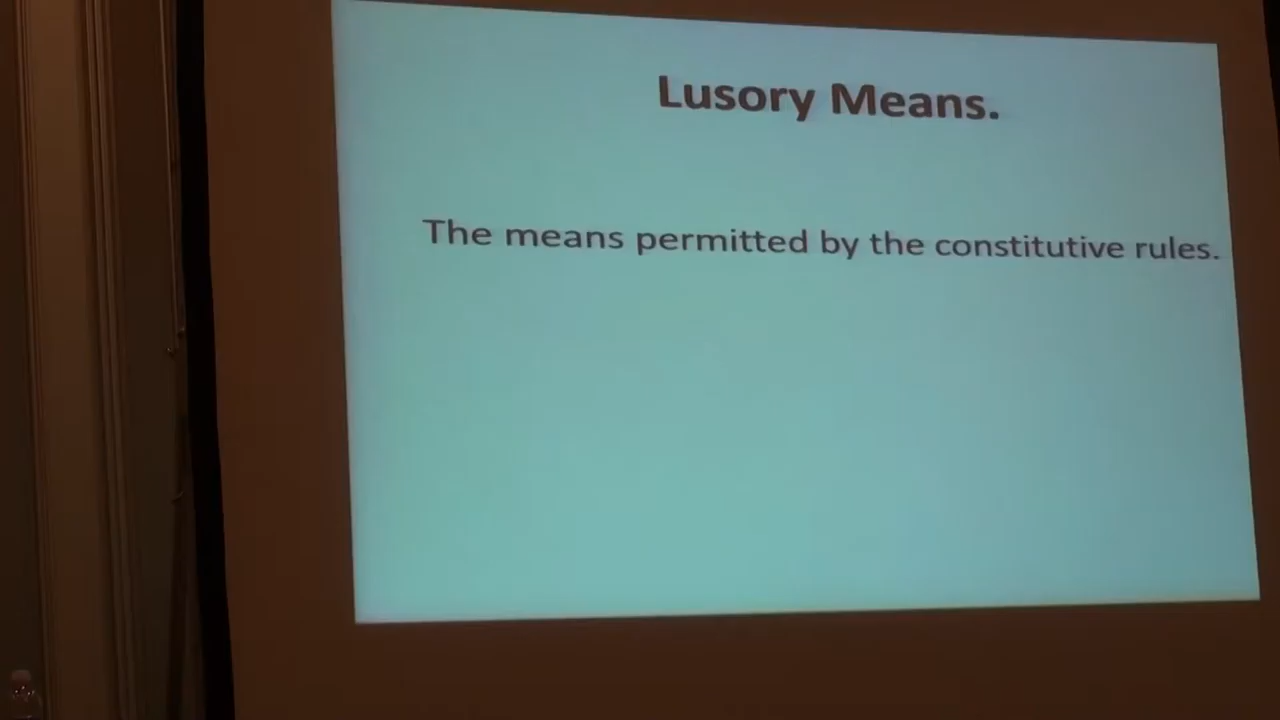 Lusory Means.
The means permitted by the constitutive rules.